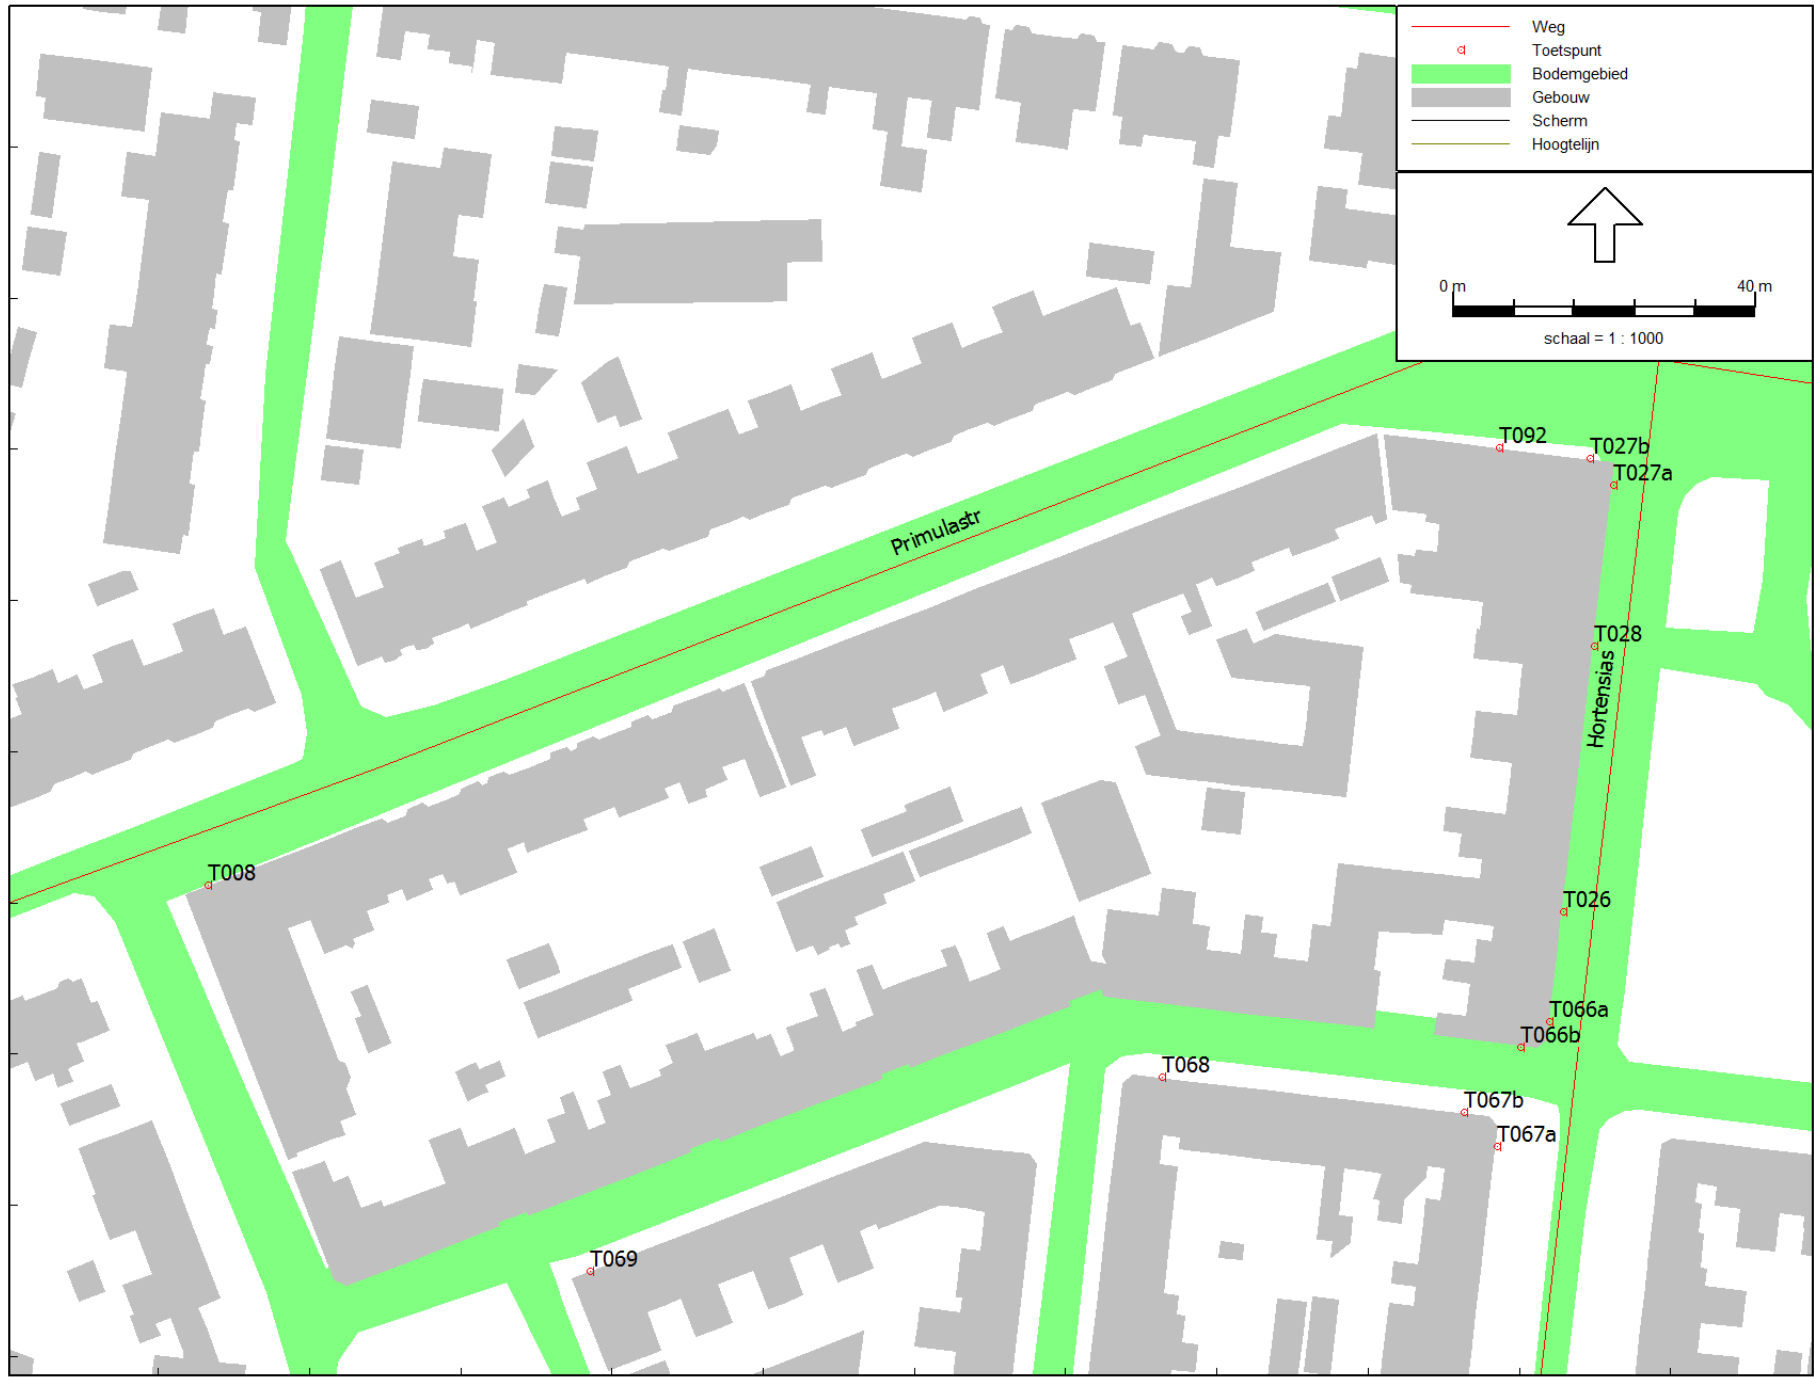 Weg
Toetspunt
Bodemgebied
Gebouw
Scherm
Hoogtelijn
0 m 40 m
schaal = 1 : 1000
T092
T027b
T027a
Primulastr
T028
Hortensias
T008
T026
T066a
T066b
T068
T067b
T067a
T069